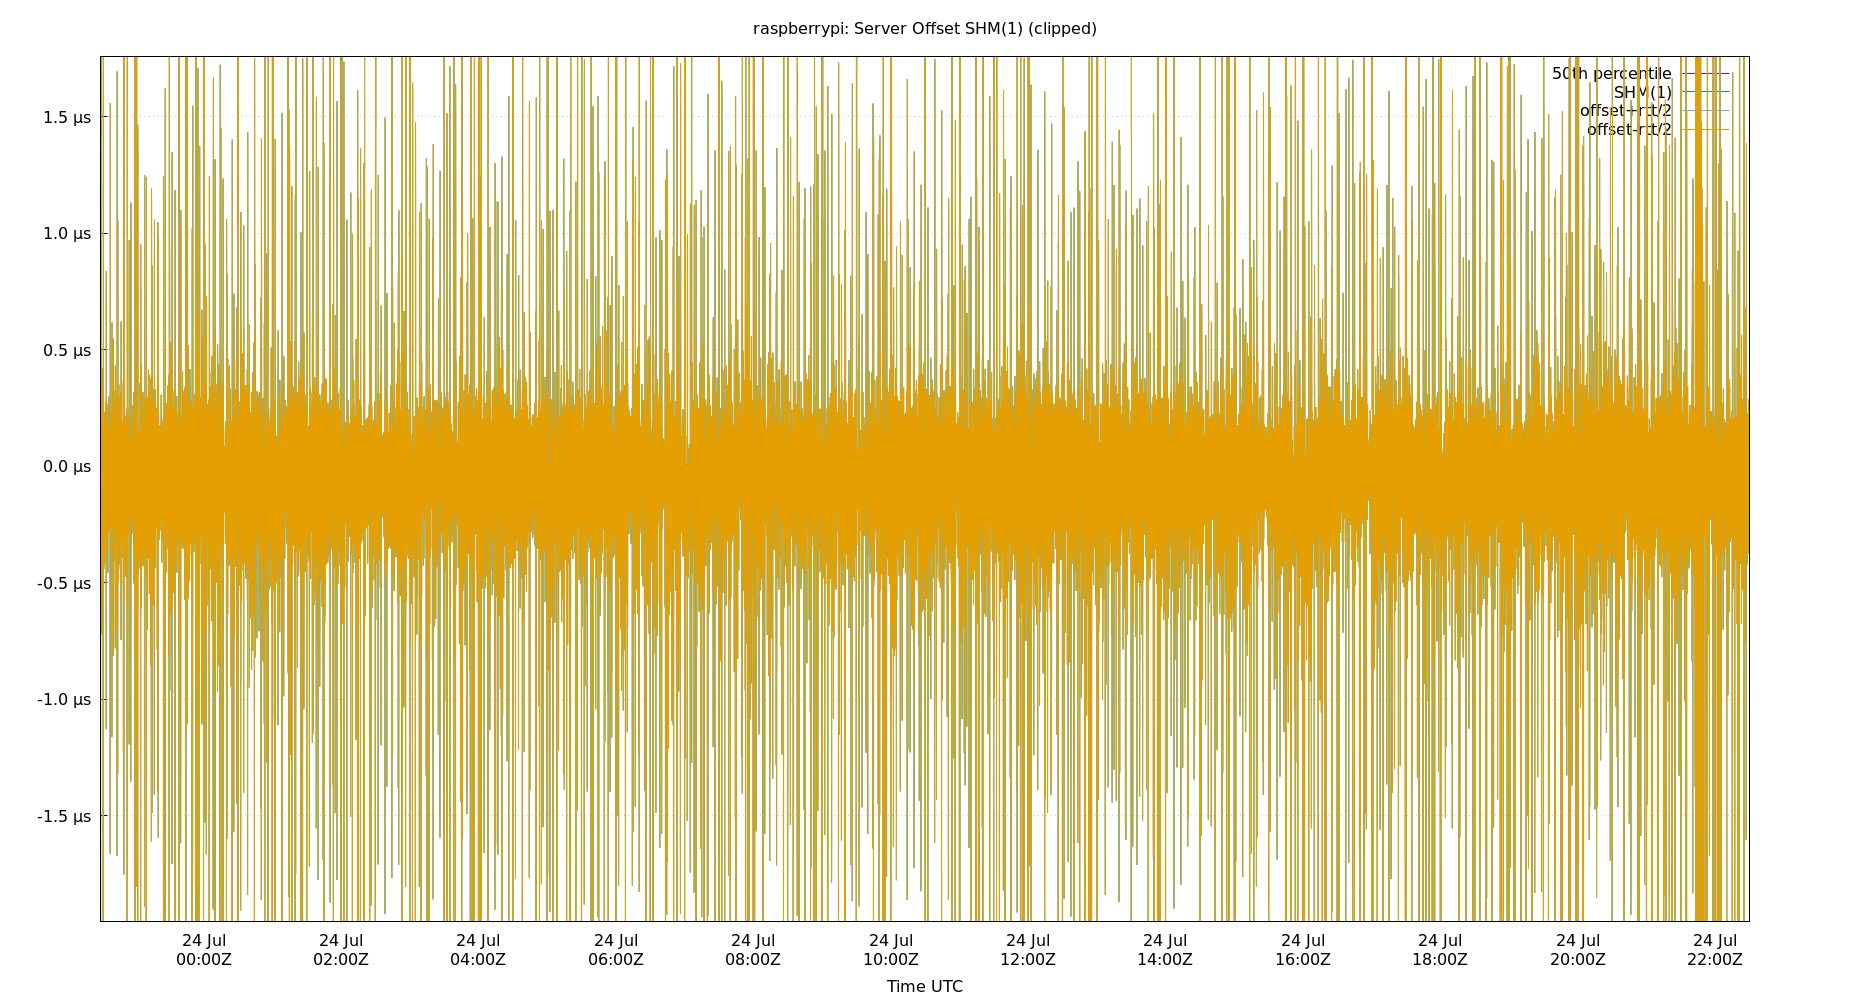 raspberrypi: Server Offset SHM(1) (clipped)
50th percentile
SHM(1)
offset+rtt/2
offset-rtt/2
1.5 μs
1.0 μs
0.5 μs
0.0 μs
-0.5 μs
-1.0 μs
-1.5 μs
24 Jul 24 Jul 24 Jul 24 Jul 24 Jul 24 Jul 24 Jul 24 Jul 24 Jul 24 Jul 24 Jul 24 Jul
00:00Z 02:00Z 04:00Z 06:00Z 08:00Z 10:00Z 12:00Z 14:00Z 16:00Z 18:00Z 20:00Z 22:00Z
Time UTC